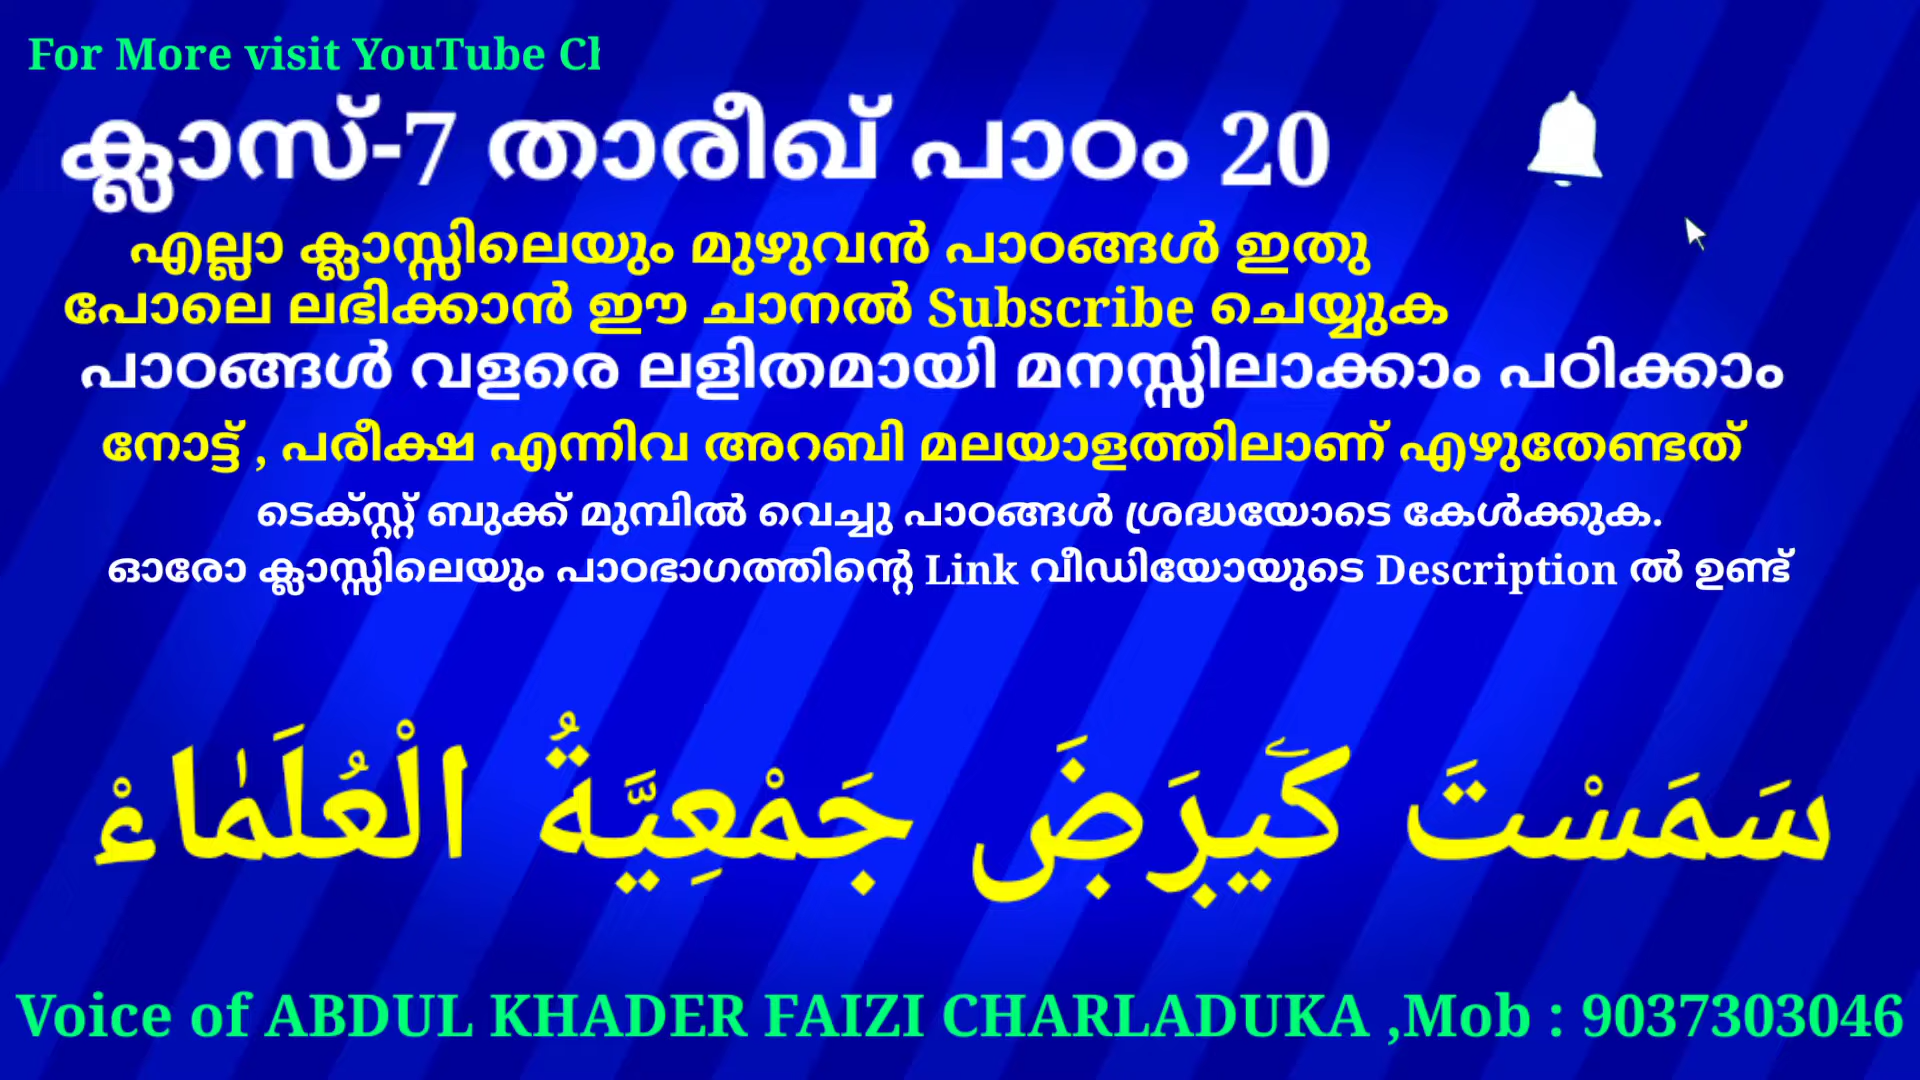 For More visit YouTube Cl
ക്ലാസ്-7 താരീഖ് പാഠം 20
എല്ലാ ക്ലാസ്സിലെയും മുഴുവൻ പാഠങ്ങൾ ഇതു
പോലെ ലഭിക്കാൻ ഈ ചാനൽ Subscribe ചെയ്യുക
പാഠങ്ങൾ വളരെ ലളിതമായി മനസ്സിലാക്കാം പഠിക്കാം
നോട്ട് , പരീക്ഷ എന്നിവ അറബി മലയാളത്തിലാണ് എഴുതേണ്ടത്
ടെക്സ്റ്റ് ബുക്ക് മുമ്പിൽ വെച്ചു പാഠങ്ങൾ ശ്രദ്ധയോടെ കേൾക്കുക.
ഓരോ ക്ലാസ്സിലെയും പാഠഭാഗത്തിന്റെ Link വീഡിയോയുടെ Description ൽ ഉണ്ട്
جَمْعِيَّةُ الْعُلَمٰاءْ
Voice of ABDUL KHADER FAIZI CHARLADUKA ,Mob : 9037303046